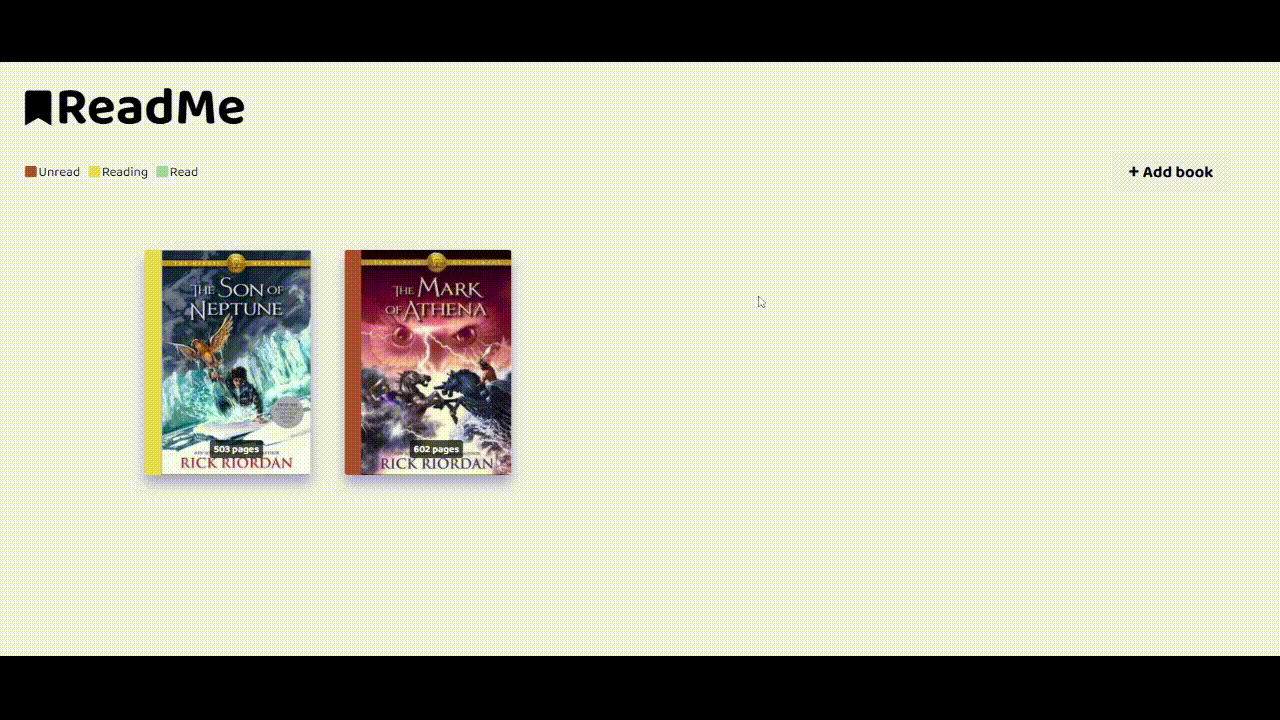 ReadMe
Unread Reading Read
+ Add book
THE SON OF
NEPTUNE
503 pages
RICK RIORDAN
THE MARK
OF ATHENA
602 pages
RICK RIORDAN